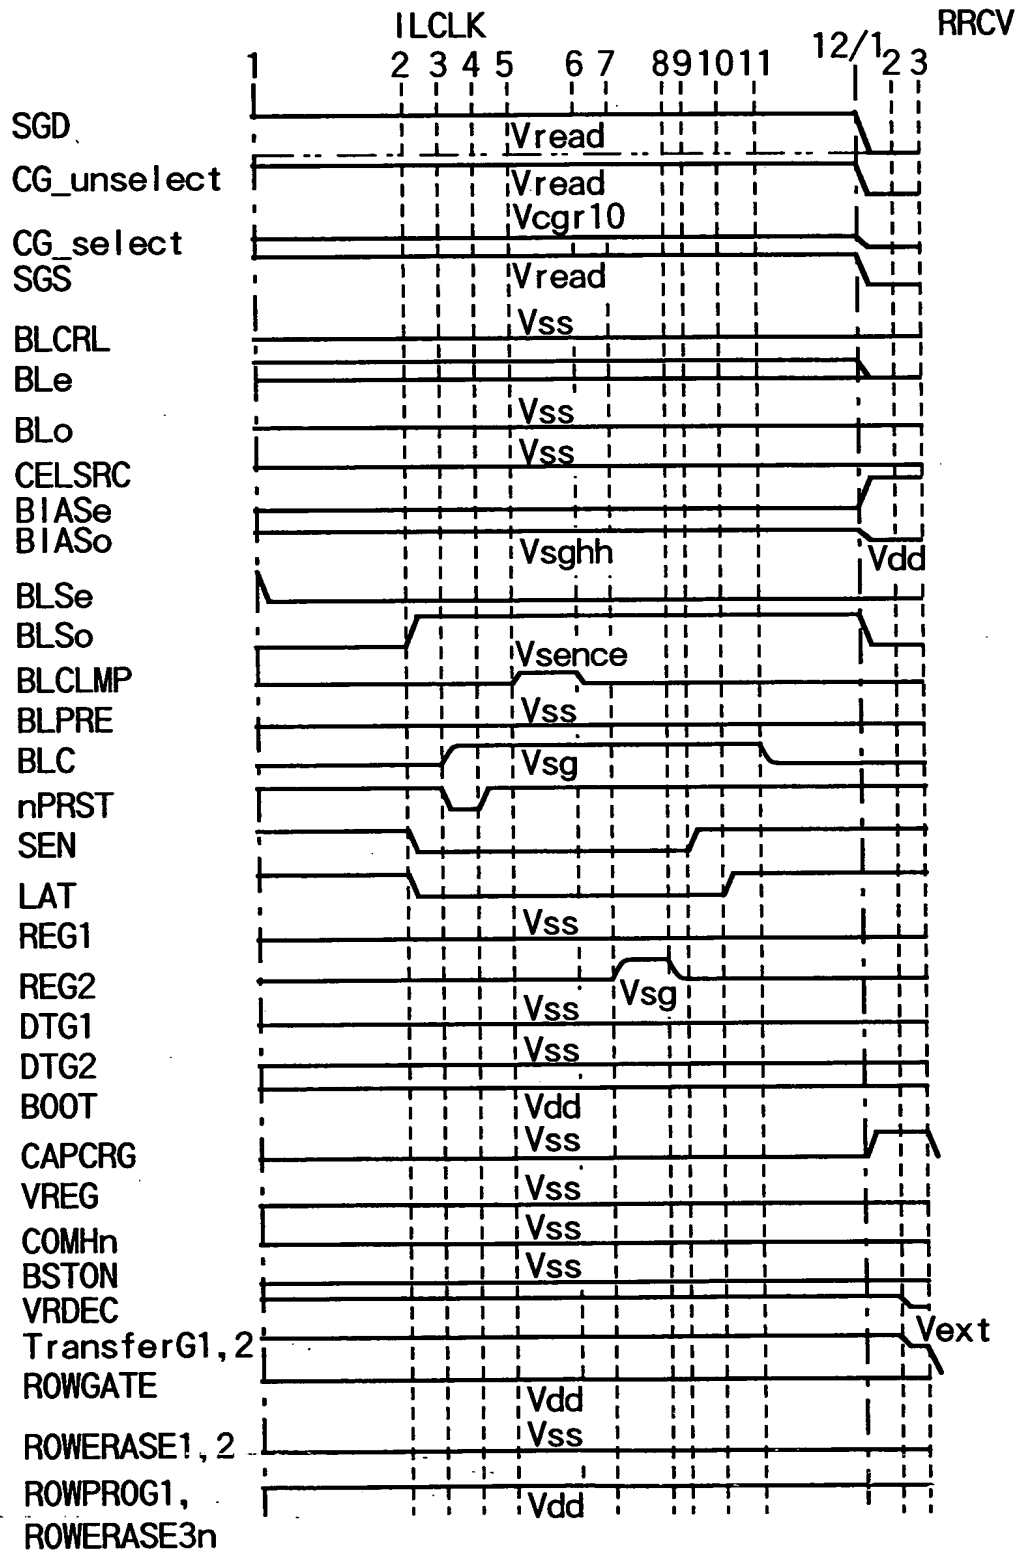 ILCLK RRCV
1 2 3 4 5 6 7 8 9 10 11 12/1 2 3
SGD Vread
CG_unselect Vread
Vcgr10
CG_select
SGS Vread
BLCRL Vss
BLe
BLo Vss
CELSRC Vss
BIASe
BIASo Vsghh Vdd
BLSe
BLSo
BLCLMP Vsence
BLPRE Vss
BLC Vsg
nPRST
SEN
LAT
REG1 Vss
REG2 Vsg
DTG1 Vss
DTG2 Vss
BOOT Vdd
CAPCRG Vss
VREG Vss
COMHn Vss
BSTON Vss
VRDEC
TransferG1,2 Vext
ROWGATE Vdd
ROWERASE1,2 Vss
ROWPROG1, Vdd
ROWERASE3n